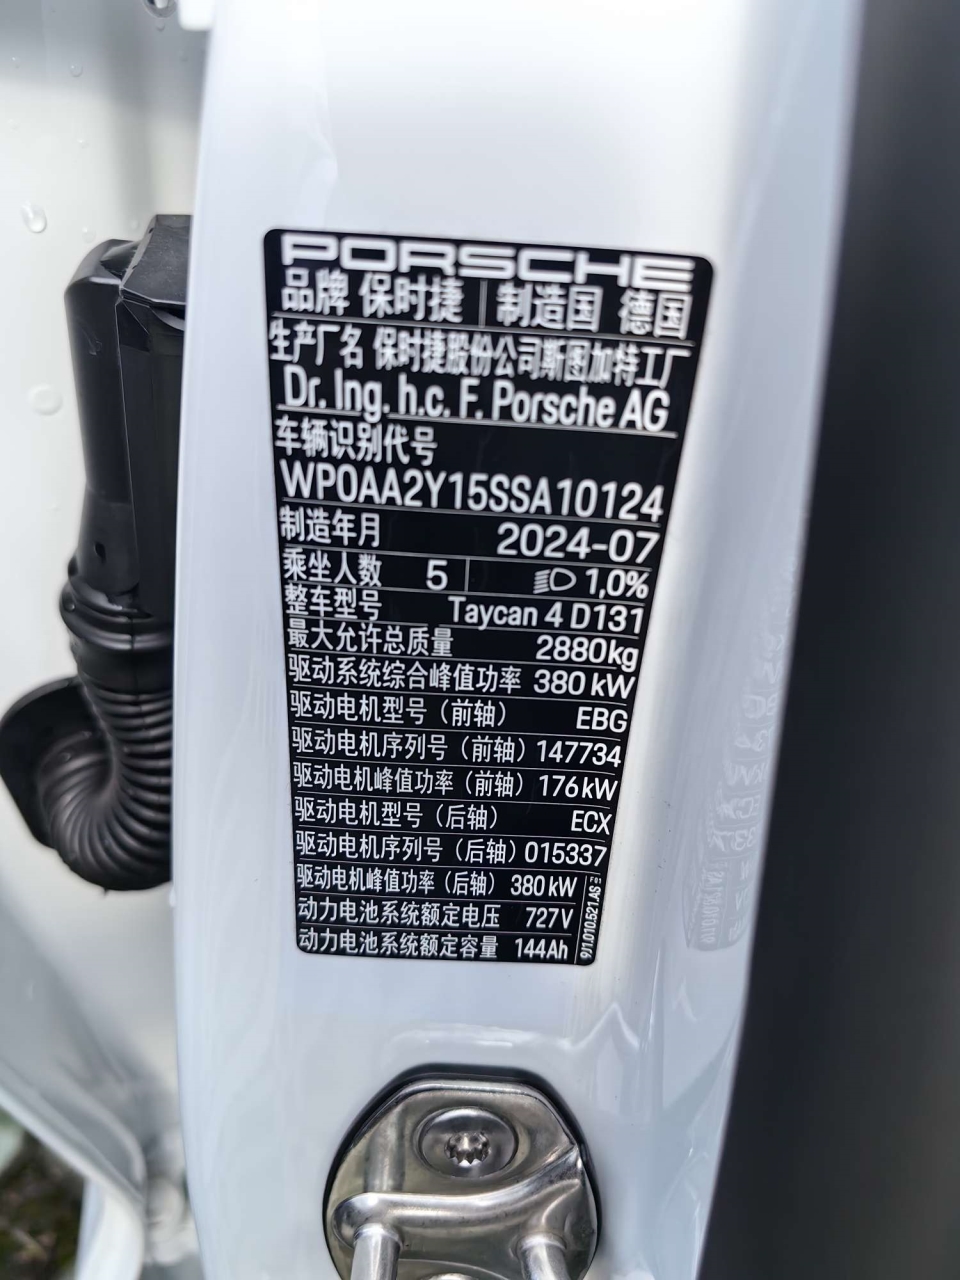 PORSCHE
品牌 保时捷 制造国 德国
生产厂名 保时捷股份公司斯图加特工厂
Dr. Ing. h.c. F. Porsche AG
车辆识别代号
WP0AA2Y15SSA10124
制造年月 2024-07
乘坐人数 5 1,0%
整车型号 Taycan 4 D131
最大允许总质量 2880kg
驱动系统综合峰值功率 380 kW
驱动电机型号（前轴） EBG
驱动电机序列号（前轴） 147734
驱动电机峰值功率（前轴） 176kW
驱动电机型号（后轴） ECX
驱动电机序列号（后轴） 015337
驱动电机峰值功率（后轴） 380kW
动力电池系统额定电压 727V
动力电池系统额定容量 144Ah
9J1.010.521.AS